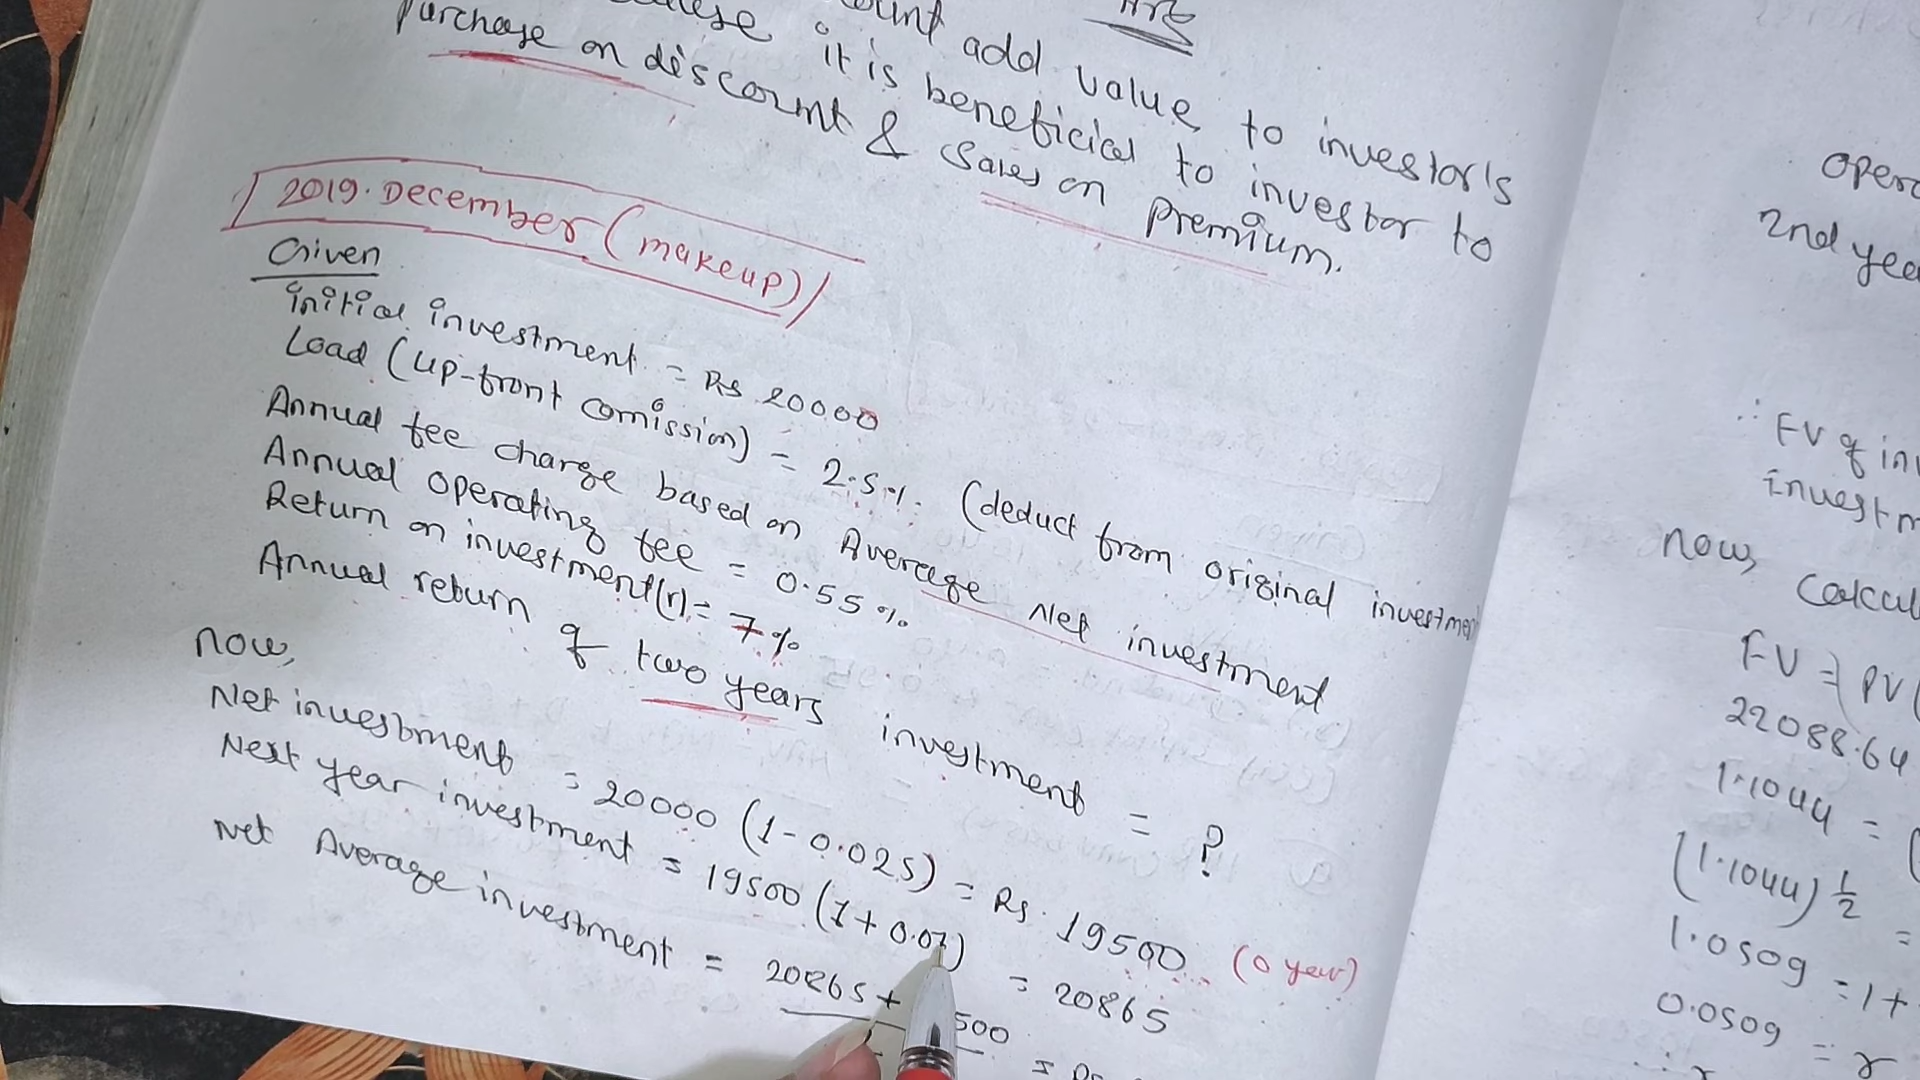 add value to investor's
it is beneficial to investor to
purchase on discount & Sales on premium.
2019. December (makeup)
Given
initial investment = Rs 20000
Load (up-front comission) = 2.5%. (deduct from original investmen
Annual fee charge based on Average Net investment
Annual operating fee = 0.55%
Return on investment(r) = 7%
Annual return of two years investment = ?
now,
Net investment = 20000 (1-0.025) = Rs. 19500 (0 year)
Next year investment = 19500 (1+0.07) = 20865
Net Average investment = 20865+ 500 =
2nd yea
∴ FV of in
investm
now, calcul
FV = PV(
22088.64
1.1044 = (
(1.1044) 1/2 =
1.0509 = 1+
0.0509 = r